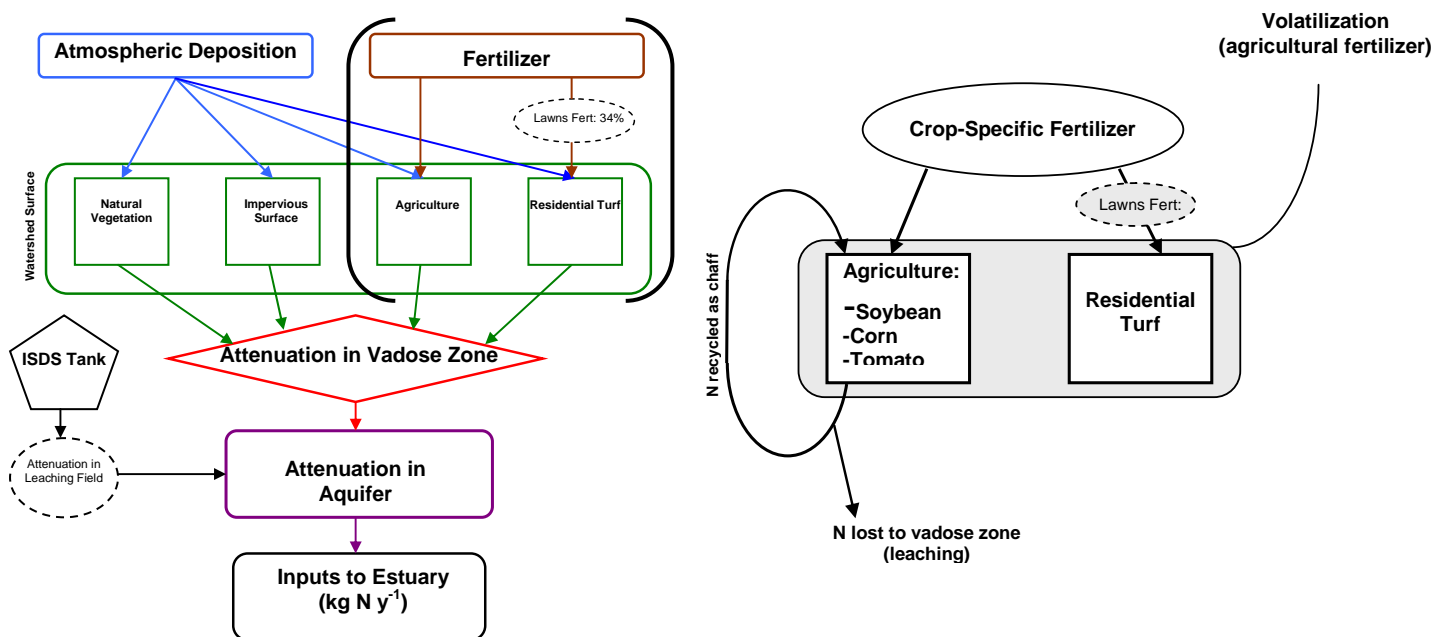 Atmospheric Deposition
Fertilizer
Lawns Fert: 34%
Watershed Surface
Natural
Vegetation
Impervious
Surface
Agriculture
Residential Turf
ISDS Tank
Attenuation in Vadose Zone
Attenuation in
Leaching Field
Attenuation in
Aquifer
Inputs to Estuary
(kg N y⁻¹)
Volatilization
(agricultural fertilizer)
Crop-Specific Fertilizer
Lawns Fert:
N recycled as chaff
Agriculture:
-Soybean
-Corn
-Tomato
Residential
Turf
N lost to vadose zone
(leaching)